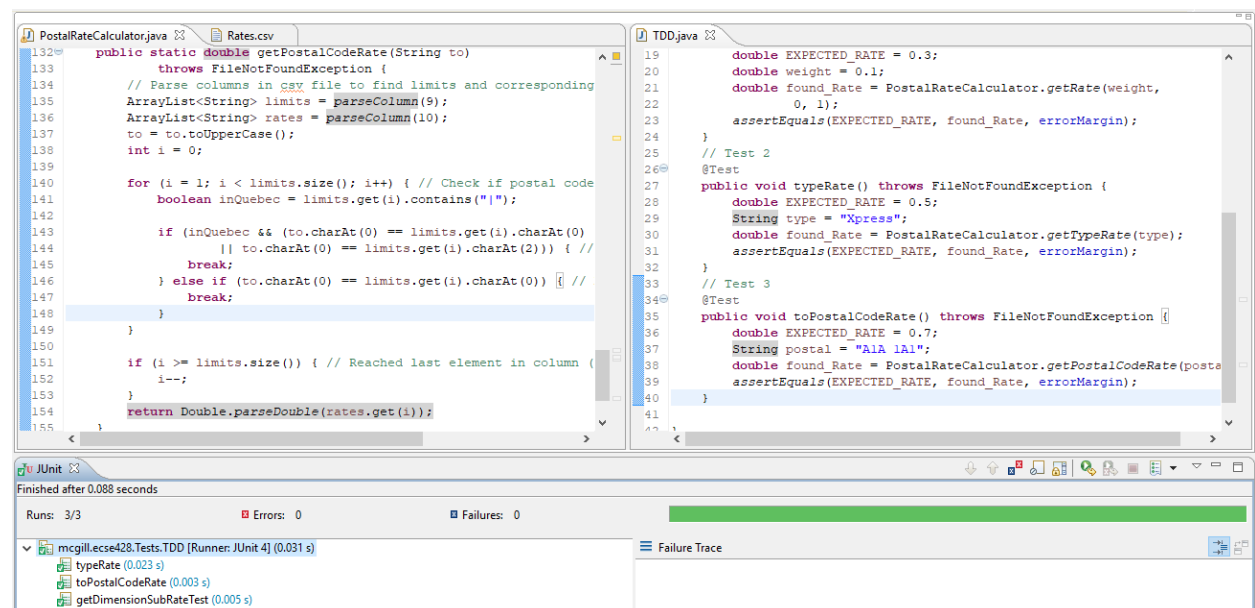 PostalRateCalculator.java
Rates.csv
132 public static double getPostalCodeRate(String to)
133 throws FileNotFoundException {
134 // Parse columns in csv file to find limits and corresponding
135 ArrayList<String> limits = parseColumn(9);
136 ArrayList<String> rates = parseColumn(10);
137 to = to.toUpperCase();
138 int i = 0;
139
140 for (i = 1; i < limits.size(); i++) { // Check if postal code
141 boolean inQuebec = limits.get(i).contains("|");
142
143 if (inQuebec && (to.charAt(0) == limits.get(i).charAt(0)
144 || to.charAt(0) == limits.get(i).charAt(2))) { //
145 break;
146 } else if (to.charAt(0) == limits.get(i).charAt(0)) { //
147 break;
148 }
149 }
150
151 if (i >= limits.size()) { // Reached last element in column (
152 i--;
153 }
154 return Double.parseDouble(rates.get(i));
155 }
TDD.java
19 double EXPECTED_RATE = 0.3;
20 double weight = 0.1;
21 double found_Rate = PostalRateCalculator.getRate(weight,
22 0, 1);
23 assertEquals(EXPECTED_RATE, found_Rate, errorMargin);
24 }
25 // Test 2
26 @Test
27 public void typeRate() throws FileNotFoundException {
28 double EXPECTED_RATE = 0.5;
29 String type = "Xpress";
30 double found_Rate = PostalRateCalculator.getTypeRate(type);
31 assertEquals(EXPECTED_RATE, found_Rate, errorMargin);
32 }
33 // Test 3
34 @Test
35 public void toPostalCodeRate() throws FileNotFoundException {
36 double EXPECTED_RATE = 0.7;
37 String postal = "A1A 1A1";
38 double found_Rate = PostalRateCalculator.getPostalCodeRate(posta
39 assertEquals(EXPECTED_RATE, found_Rate, errorMargin);
40 }
41
42 }
JUnit
Finished after 0.088 seconds
Runs: 3/3 Errors: 0 Failures: 0
mcgill.ecse428.Tests.TDD [Runner: JUnit 4] (0.031 s)
typeRate (0.023 s)
toPostalCodeRate (0.003 s)
getDimensionSubRateTest (0.005 s)
Failure Trace